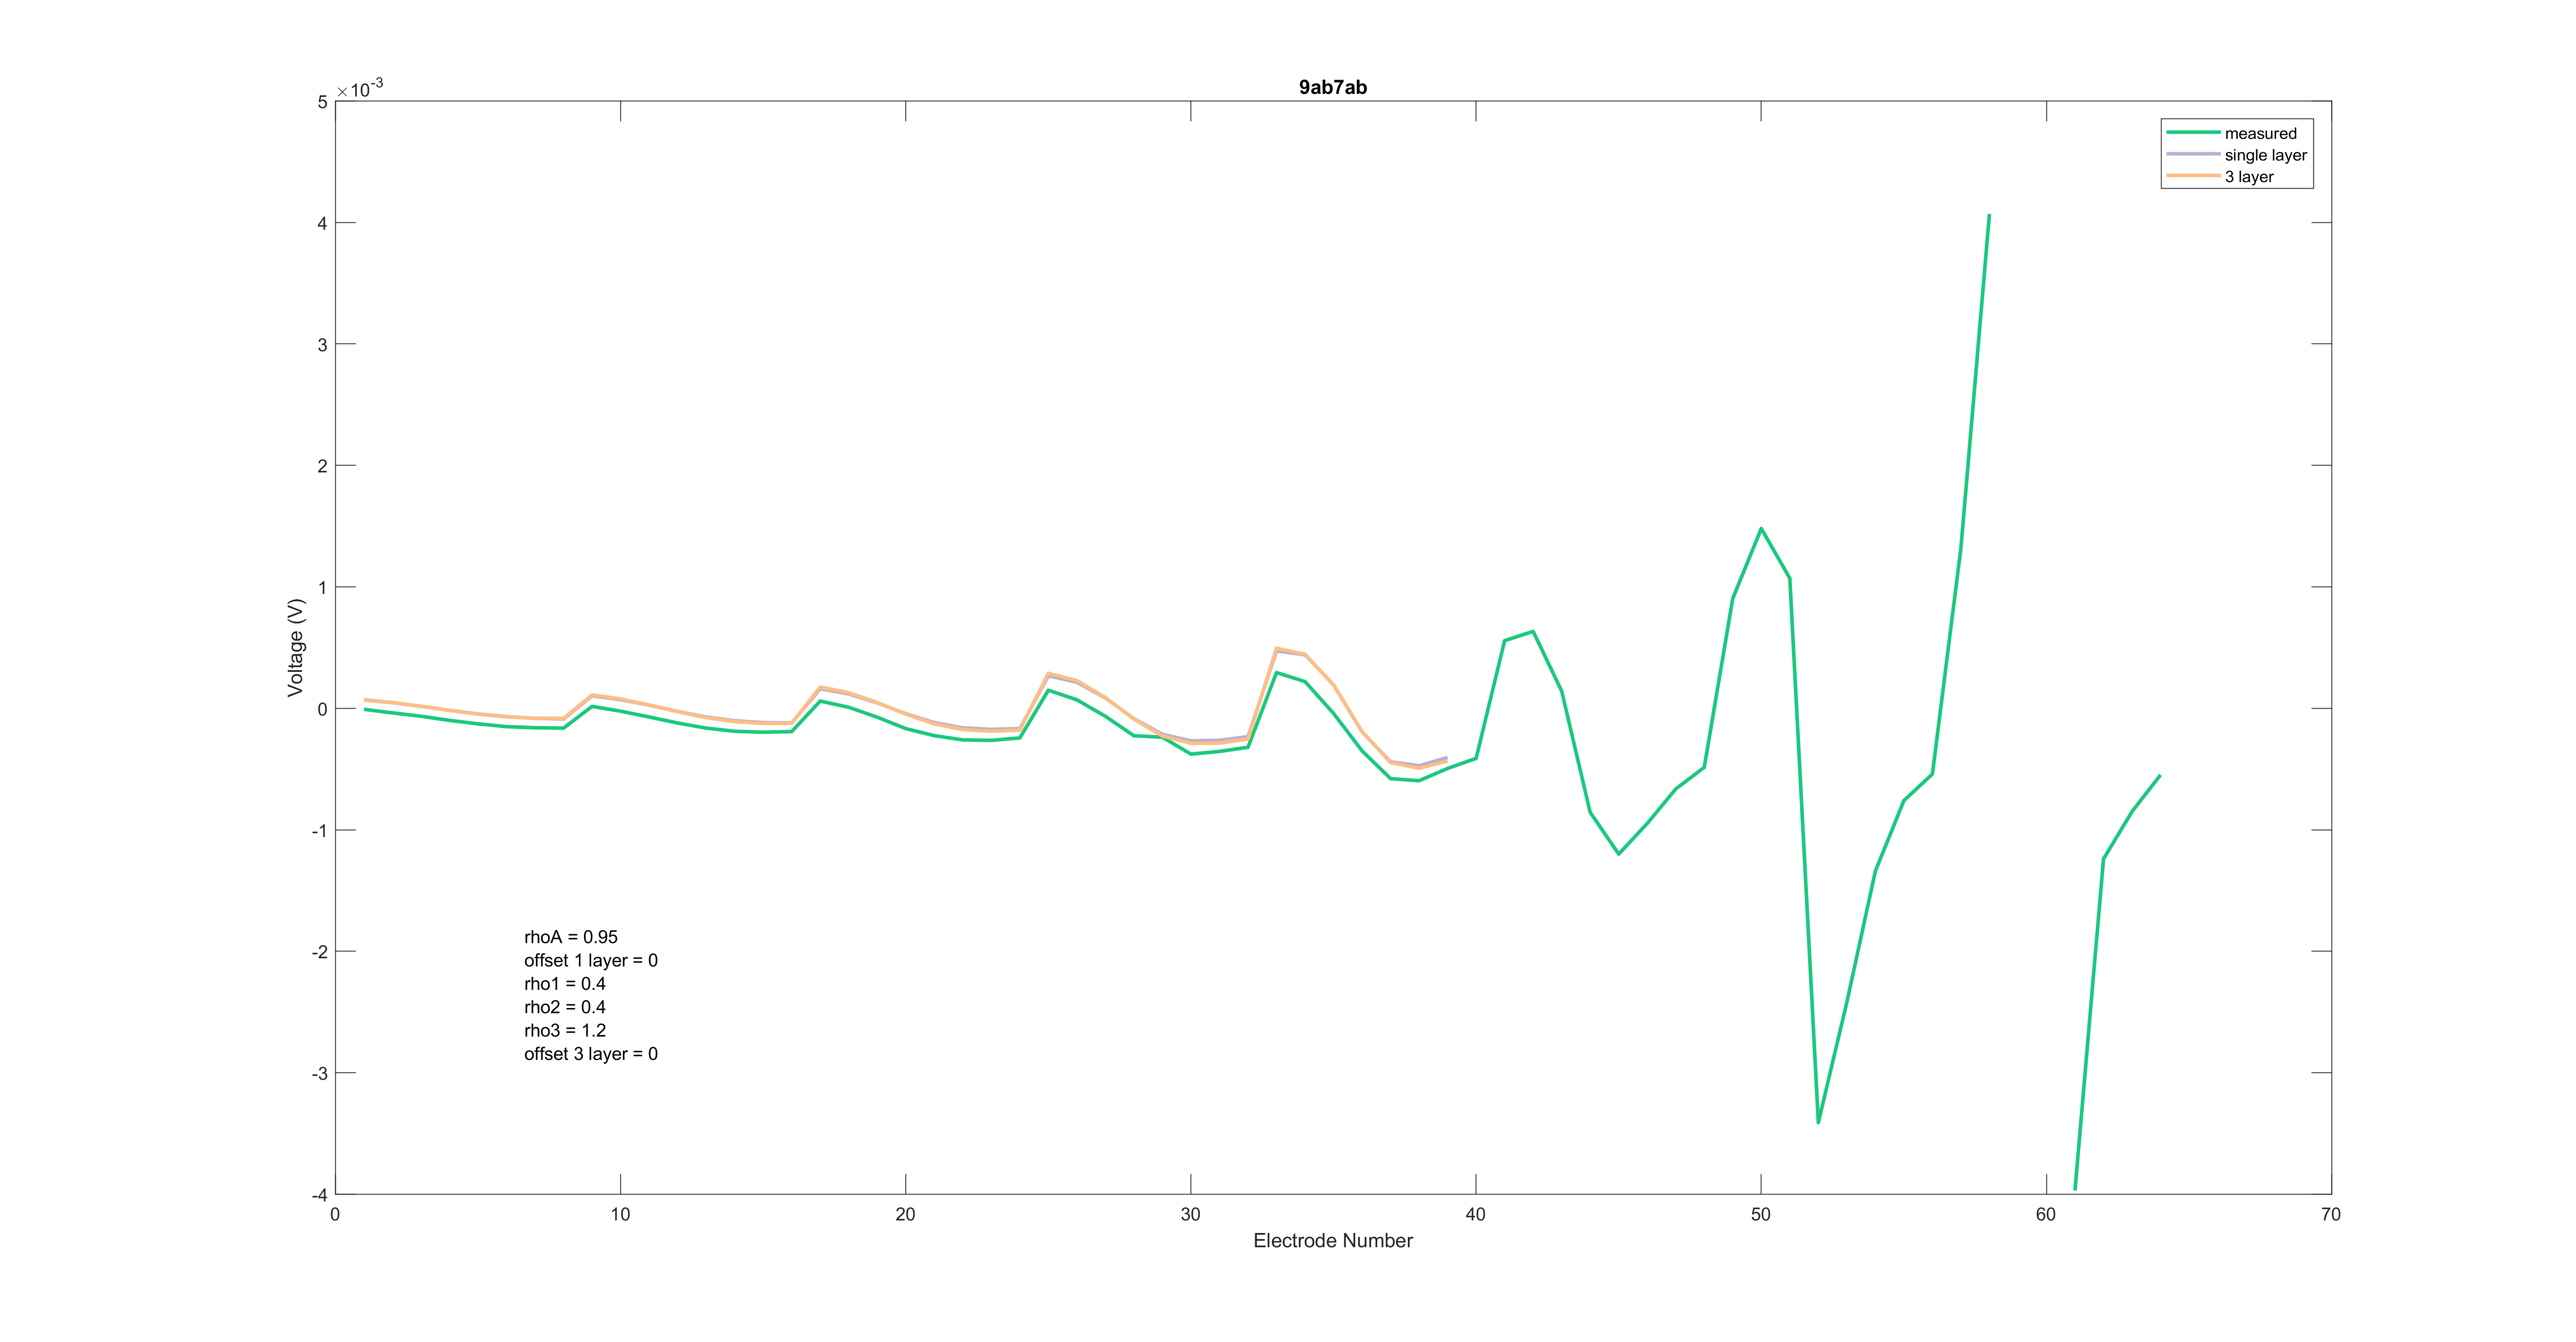 9ab7ab
×10-3
5
4
3
2
1
0
-1
-2
-3
-4
Voltage (V)
measured
single layer
3 layer
rhoA = 0.95
offset 1 layer = 0
rho1 = 0.4
rho2 = 0.4
rho3 = 1.2
offset 3 layer = 0
0 10 20 30 40 50 60 70
Electrode Number